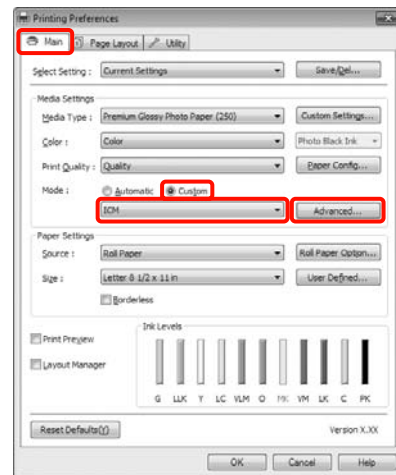 Printing Preferences
Main Page Layout Utility
Select Setting : Current Settings Save/Del...
Media Settings
Media Type : Premium Glossy Photo Paper (250) Custom Settings...
Color : Color Photo Black Ink
Print Quality : Quality Paper Config...
Mode : Automatic Custom
ICM Advanced...
Paper Settings
Source : Roll Paper Roll Paper Option...
Size : Letter 8 1/2 x 11 in User Defined...
Borderless
Ink Levels
Print Preview
Layout Manager
G LLK Y LC VLM O MK VM LK C PK
Reset Defaults(Y) Version X.XX
OK Cancel Help